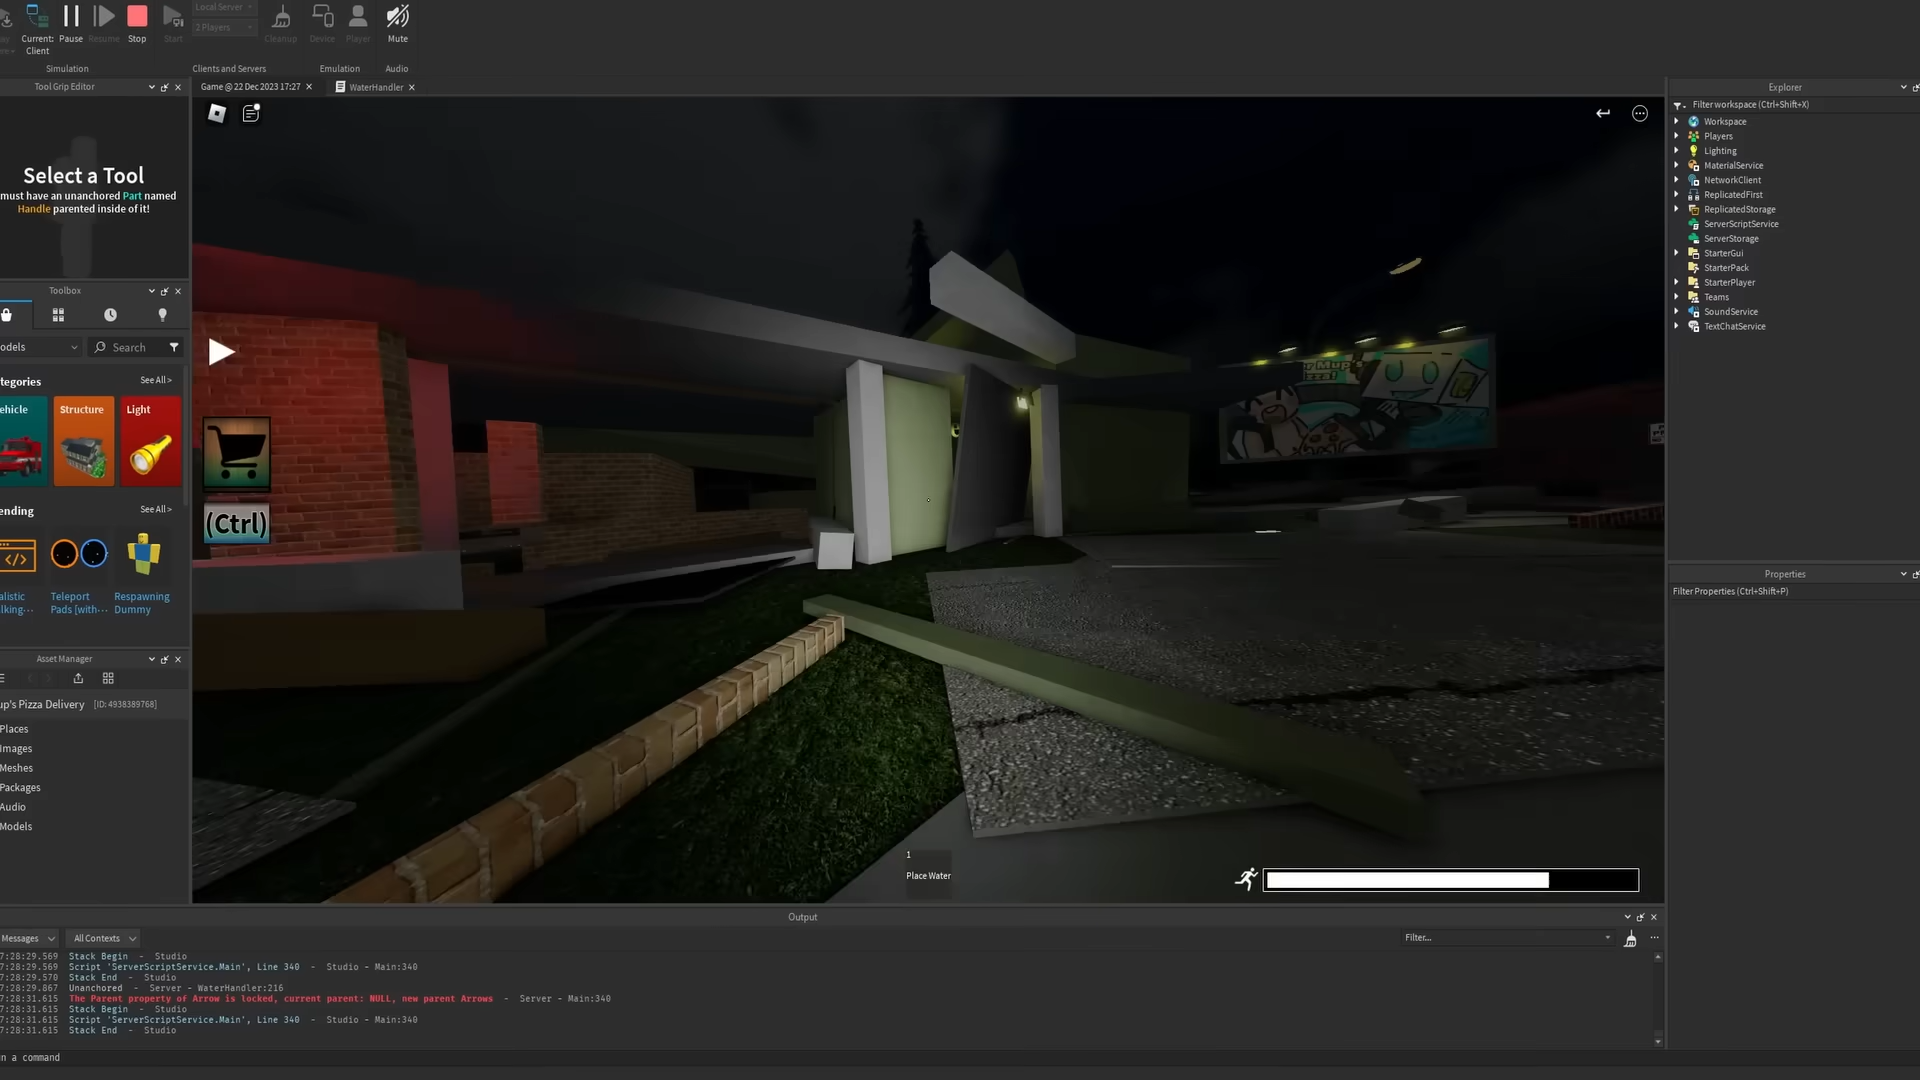 Local Server
2 Players
Current: Client
Pause
Resume
Stop
Start
Cleanup
Device
Player
Mute
Simulation
Clients and Servers
Emulation
Audio
Tool Grip Editor
Select a Tool
must have an unanchored Part named
Handle parented inside of it!
Toolbox
odels
Search
tegories
See All >
ehicle
Structure
Light
ending
See All >
alistic
lking...
Teleport
Pads [with...
Respawning
Dummy
Asset Manager
up's Pizza Delivery [ID: 4938389768]
Places
Images
Meshes
Packages
Audio
Models
Game @ 22 Dec 2023 17:27
WaterHandler
(Ctrl)
r Mup's
zza!
1
Place Water
Explorer
Filter workspace (Ctrl+Shift+X)
Workspace
Players
Lighting
MaterialService
NetworkClient
ReplicatedFirst
ReplicatedStorage
ServerScriptService
ServerStorage
StarterGui
StarterPack
StarterPlayer
Teams
SoundService
TextChatService
Properties
Filter Properties (Ctrl+Shift+P)
Output
Messages
All Contexts
Filter...
7:28:29.569 Stack Begin - Studio
7:28:29.569 Script 'ServerScriptService.Main', Line 340 - Studio - Main:340
7:28:29.570 Stack End - Studio
7:28:29.867 Unanchored - Server - WaterHandler:216
7:28:31.615 The Parent property of Arrow is locked, current parent: NULL, new parent Arrows - Server - Main:340
7:28:31.615 Stack Begin - Studio
7:28:31.615 Script 'ServerScriptService.Main', Line 340 - Studio - Main:340
7:28:31.615 Stack End - Studio
n a command